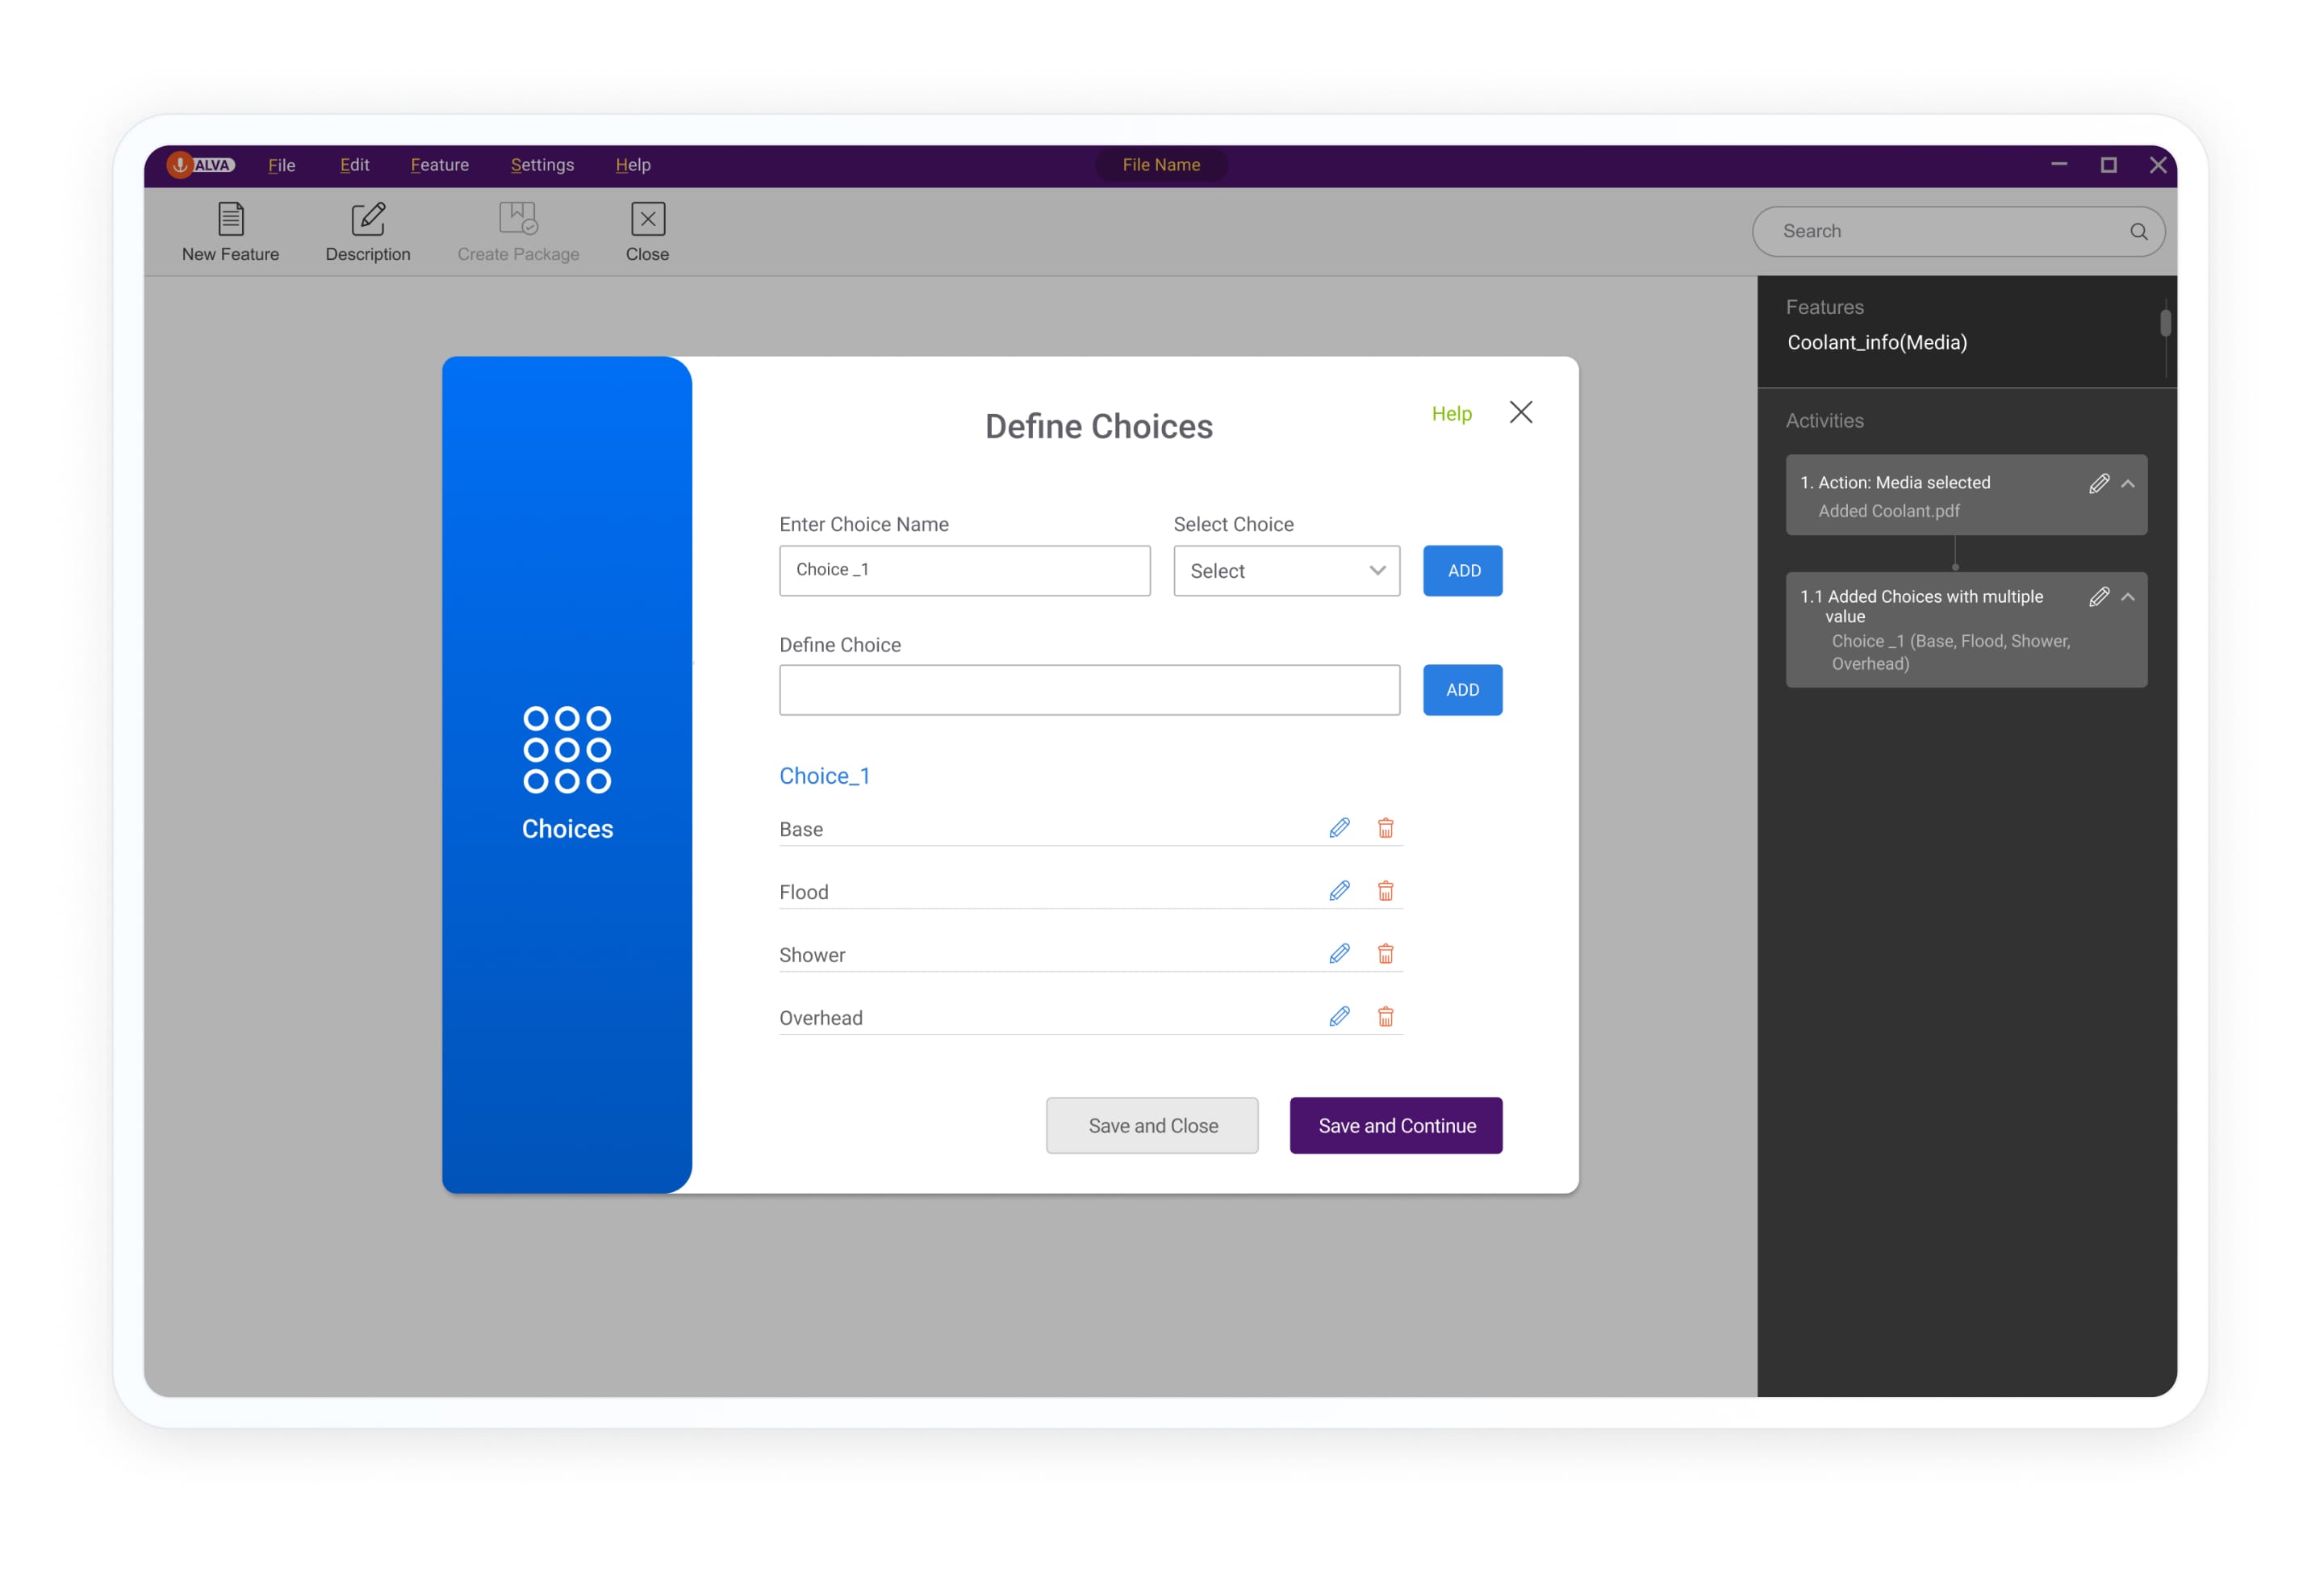 ALVA File Edit Feature Settings Help File Name
New Feature Description Create Package Close Search
Features
Coolant_info(Media)
Activities
1. Action: Media selected
Added Coolant.pdf
1.1 Added Choices with multiple
value
Choice _1 (Base, Flood, Shower,
Overhead)
Choices
Define Choices
Help
Enter Choice Name Select Choice
Choice _1 Select ADD
Define Choice
ADD
Choice_1
Base
Flood
Shower
Overhead
Save and Close Save and Continue